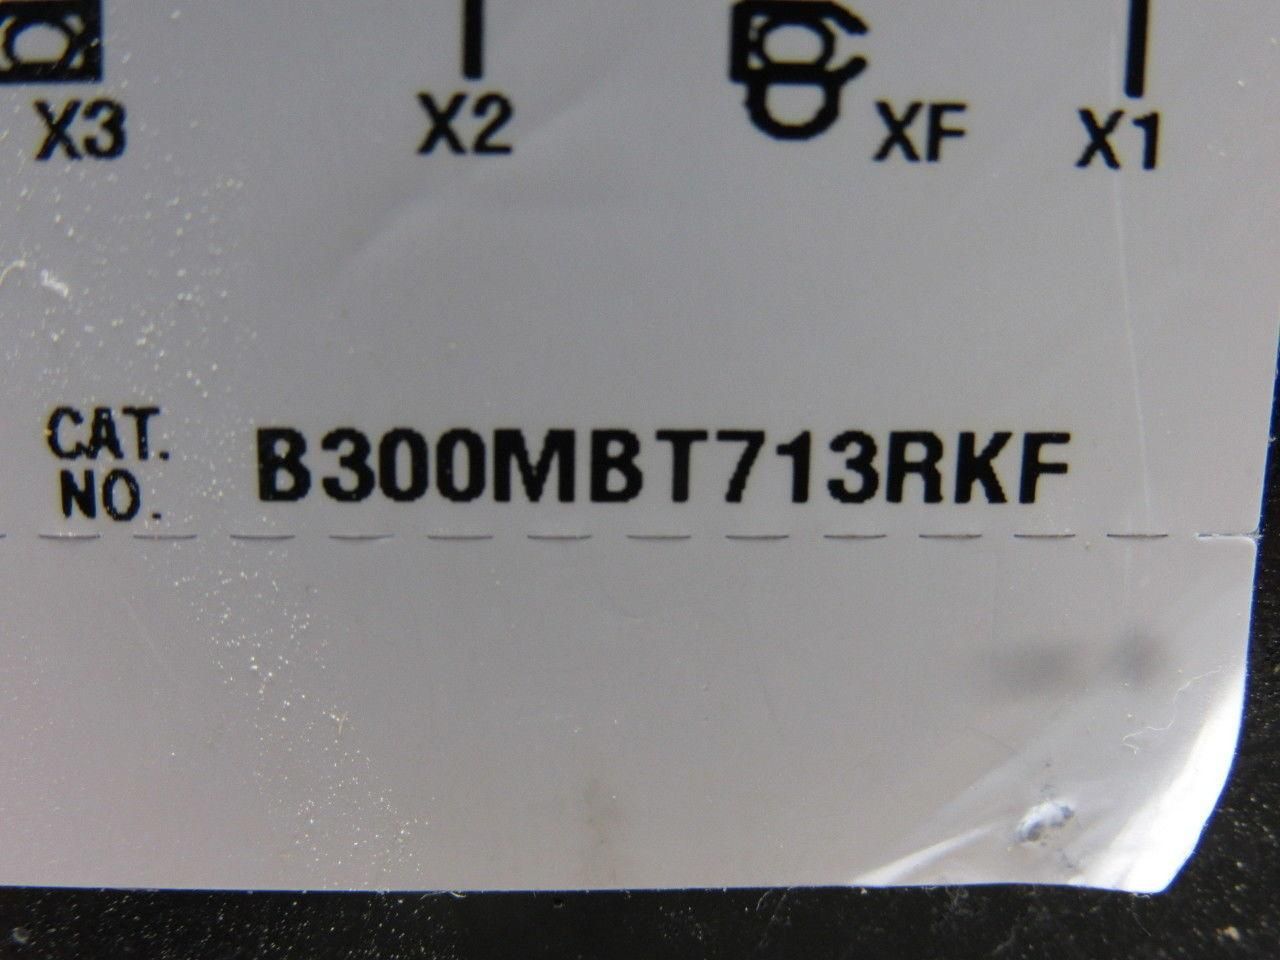 X3 X2 XF X1
CAT. NO. B300MBT713RKF